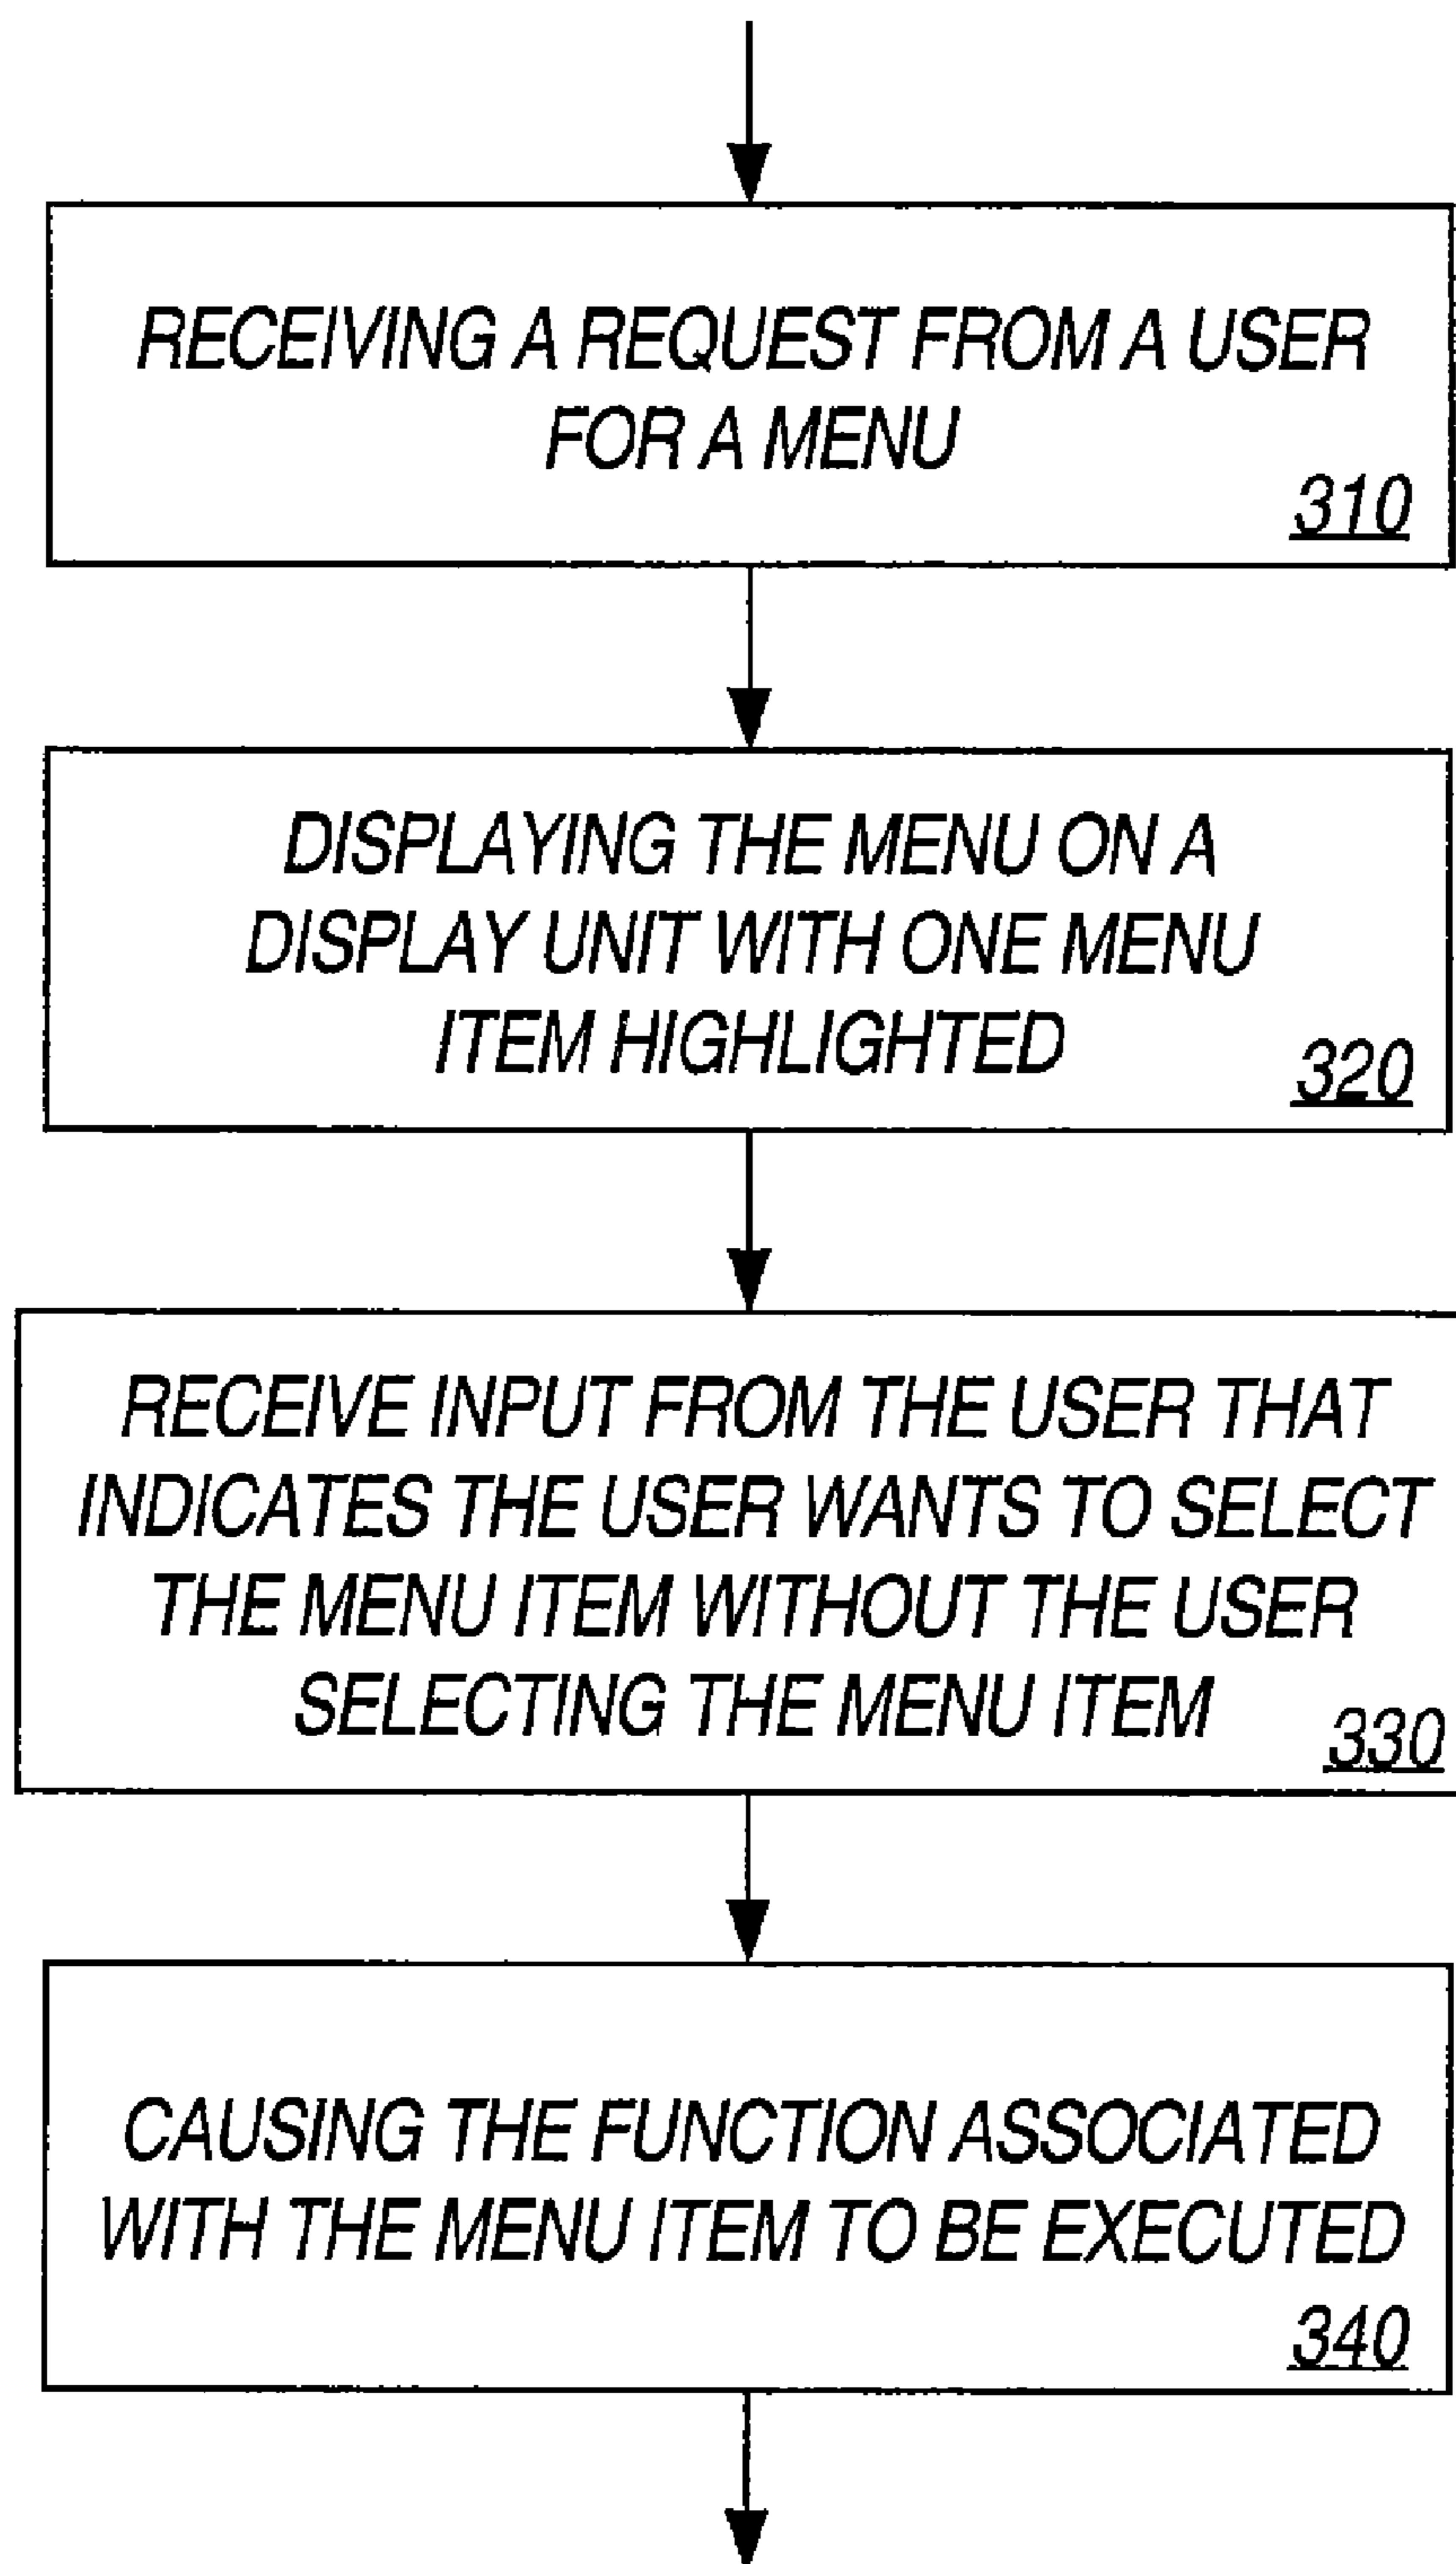 RECEIVING A REQUEST FROM A USER
FOR A MENU
310
DISPLAYING THE MENU ON A
DISPLAY UNIT WITH ONE MENU
ITEM HIGHLIGHTED
320
RECEIVE INPUT FROM THE USER THAT
INDICATES THE USER WANTS TO SELECT
THE MENU ITEM WITHOUT THE USER
SELECTING THE MENU ITEM
330
CAUSING THE FUNCTION ASSOCIATED
WITH THE MENU ITEM TO BE EXECUTED
340